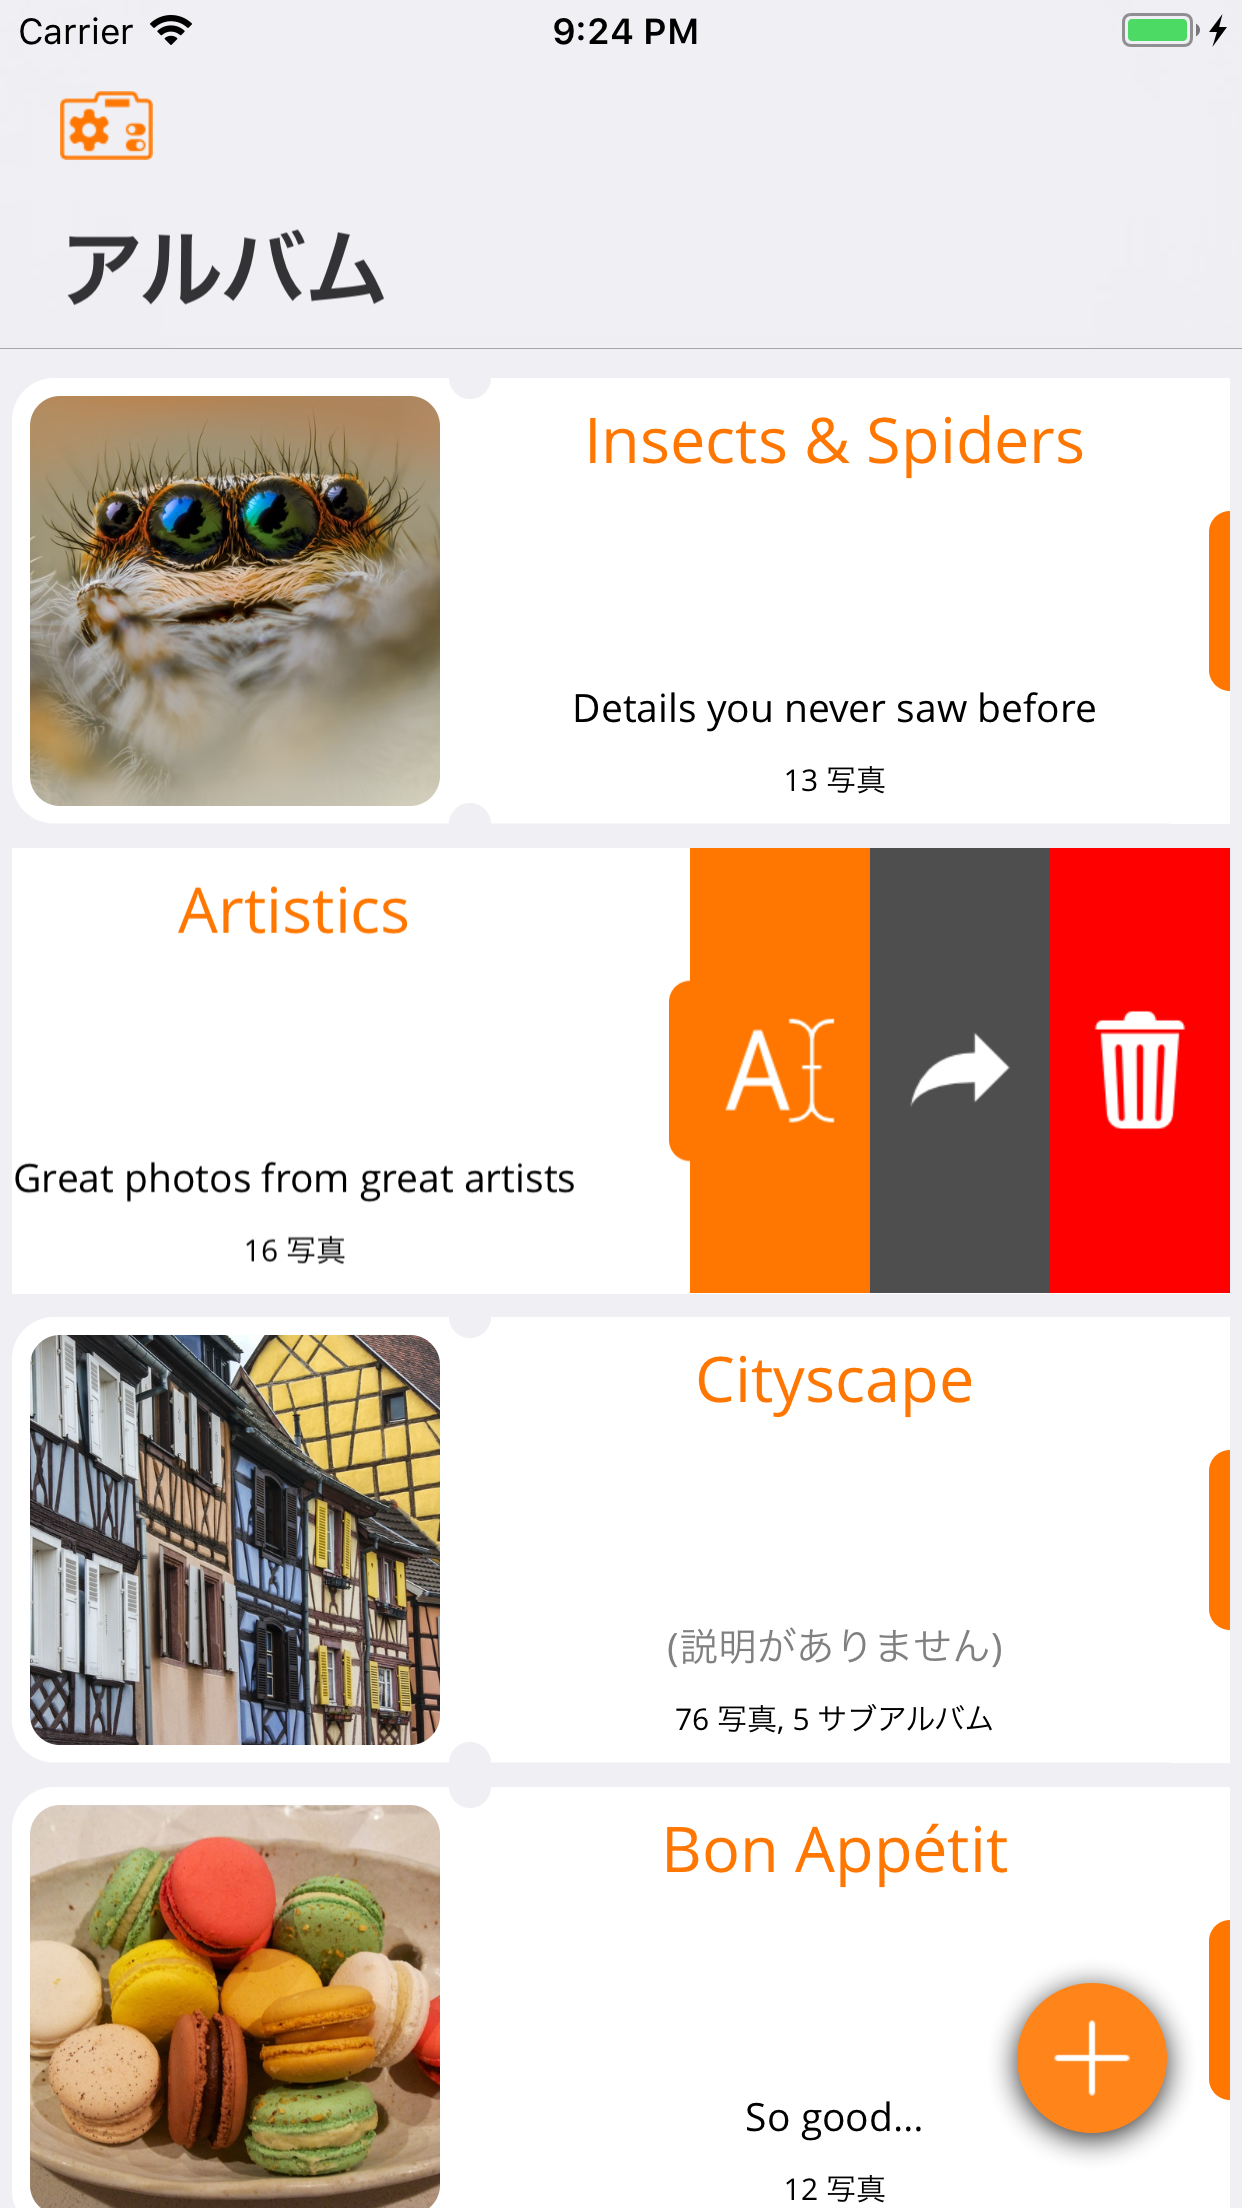 Carrier
9:24 PM
アルバム
Insects & Spiders
Details you never saw before
13 写真
Artistics
Great photos from great artists
16 写真
Cityscape
(説明がありません)
76 写真, 5 サブアルバム
Bon Appétit
So good...
12 写真